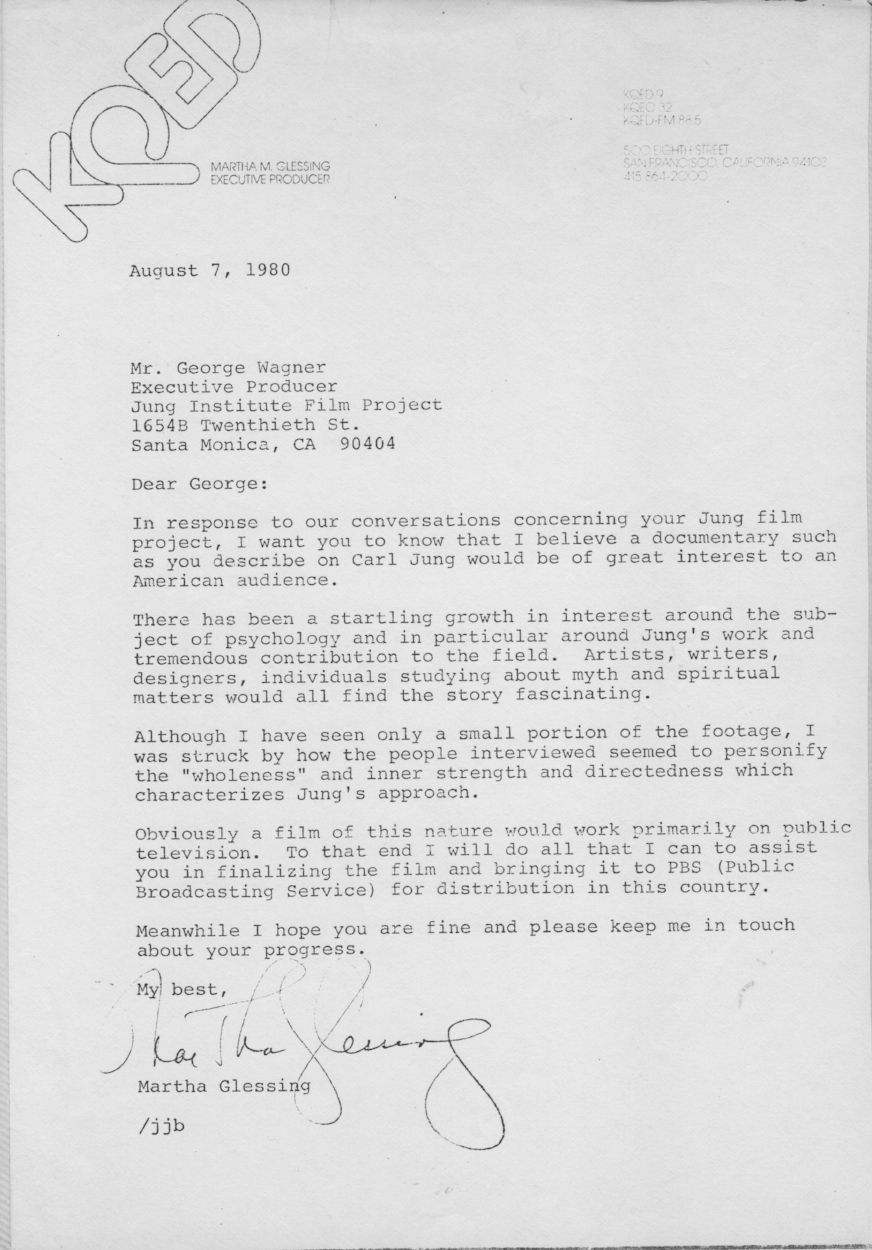 KQED
MARTHA M. GLESSING
EXECUTIVE PRODUCER
KQED 9
KQEC 32
KQED-FM 88.5
500 EIGHTH STREET
SAN FRANCISCO, CALIFORNIA 94103
415 864-2000
August 7, 1980
Mr. George Wagner
Executive Producer
Jung Institute Film Project
1654B Twenthieth St.
Santa Monica, CA 90404
Dear George:
In response to our conversations concerning your Jung film
project, I want you to know that I believe a documentary such
as you describe on Carl Jung would be of great interest to an
American audience.
There has been a startling growth in interest around the sub-
ject of psychology and in particular around Jung's work and
tremendous contribution to the field. Artists, writers,
designers, individuals studying about myth and spiritual
matters would all find the story fascinating.
Although I have seen only a small portion of the footage, I
was struck by how the people interviewed seemed to personify
the "wholeness" and inner strength and directedness which
characterizes Jung's approach.
Obviously a film of this nature would work primarily on public
television. To that end I will do all that I can to assist
you in finalizing the film and bringing it to PBS (Public
Broadcasting Service) for distribution in this country.
Meanwhile I hope you are fine and please keep me in touch
about your progress.
My best,
Martha Glessing
Martha Glessing
/jjb